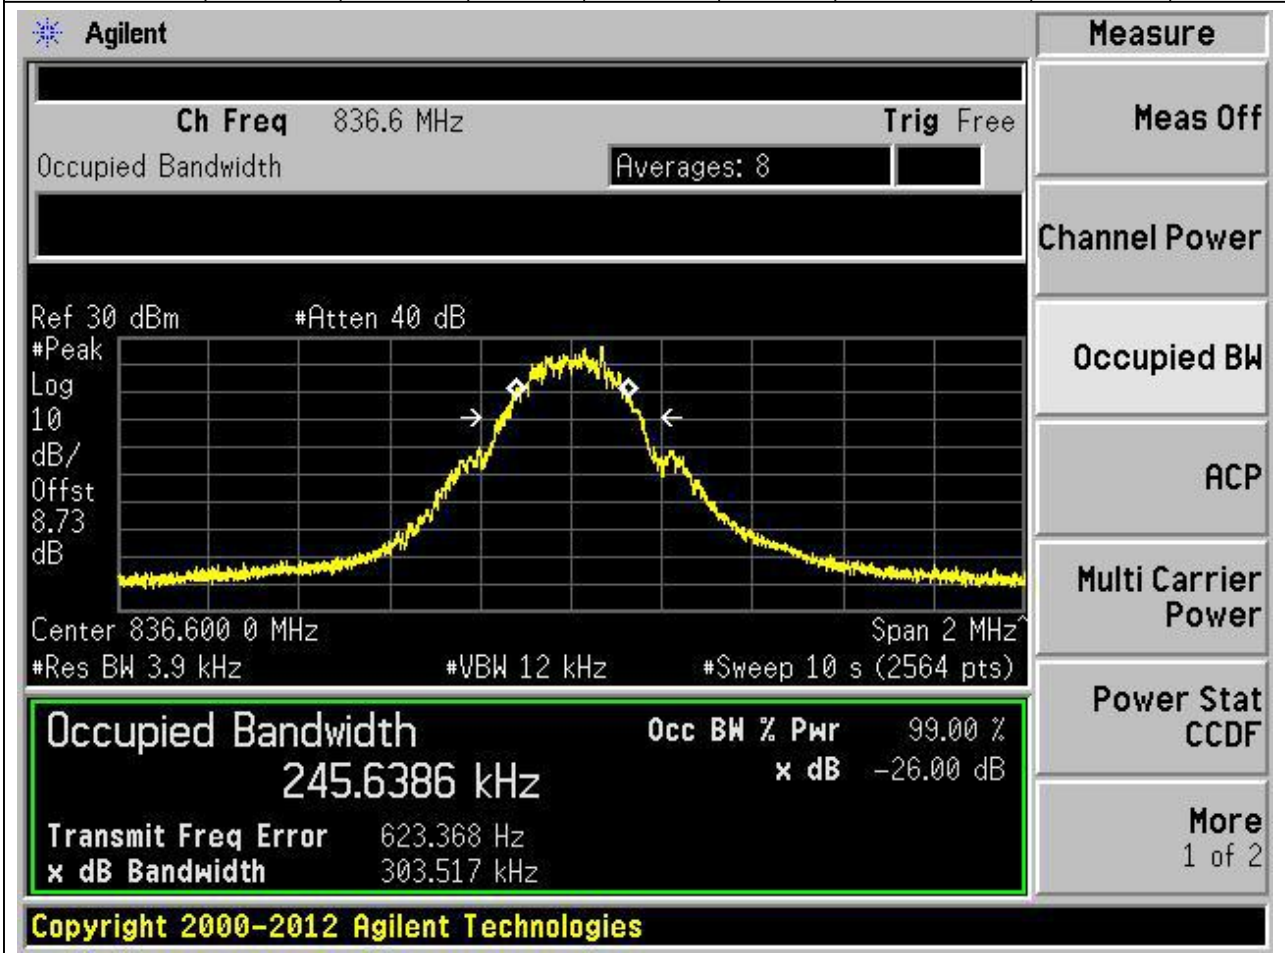 Agilent
Measure
Ch Freq 836.6 MHz Trig Free
Meas Off
Occupied Bandwidth Averages: 8
Channel Power
Ref 30 dBm #Atten 40 dB
#Peak
Log
10
dB/
Offst
8.73
dB
Occupied BW
ACP
Multi Carrier
Power
Center 836.600 0 MHz Span 2 MHz^
#Res BW 3.9 kHz #VBW 12 kHz #Sweep 10 s (2564 pts)
Occupied Bandwidth
245.6386 kHz
Occ BW % Pwr 99.00 %
x dB -26.00 dB
Transmit Freq Error 623.368 Hz
x dB Bandwidth 303.517 kHz
Power Stat
CCDF
More
1 of 2
Copyright 2000-2012 Agilent Technologies